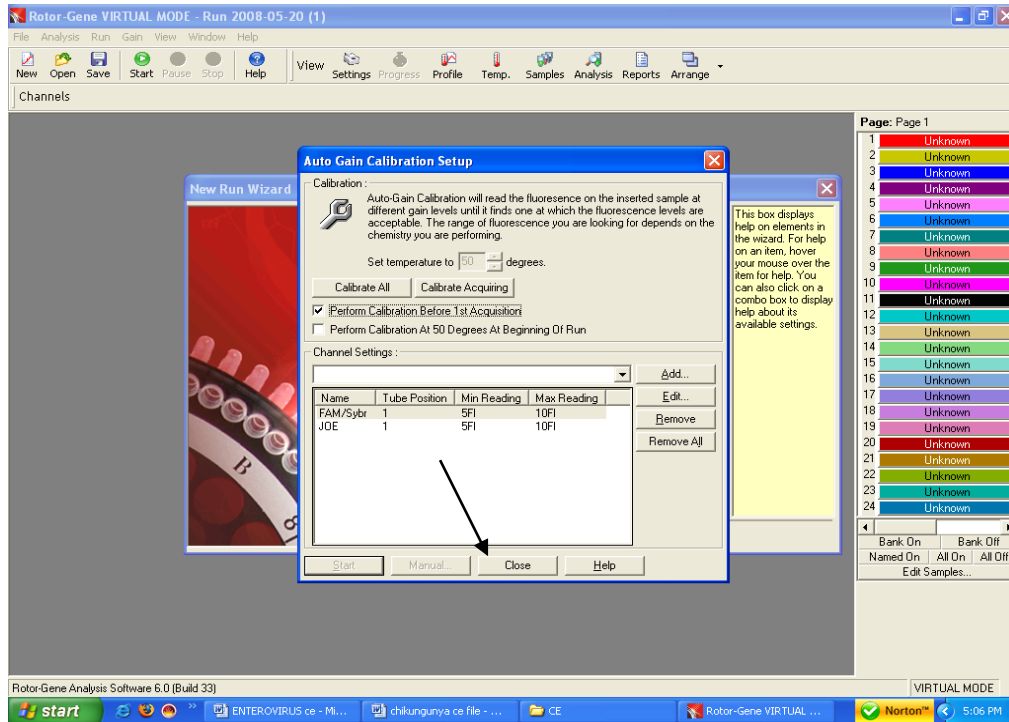 Rotor-Gene VIRTUAL MODE - Run 2008-05-20 (1)
File Analysis Run Gain View Window Help
New Open Save Start Pause Stop Help View Settings Progress Profile Temp. Samples Analysis Reports Arrange
Channels
Page: Page 1
1 Unknown
2 Unknown
3 Unknown
4 Unknown
5 Unknown
6 Unknown
7 Unknown
8 Unknown
9 Unknown
10 Unknown
11 Unknown
12 Unknown
13 Unknown
14 Unknown
15 Unknown
16 Unknown
17 Unknown
18 Unknown
19 Unknown
20 Unknown
21 Unknown
22 Unknown
23 Unknown
24 Unknown
Bank On Bank Off
Named On All On All Off
Edit Samples...
New Run Wizard
This box displays
help on elements in
the wizard. For help
on an item, hover
your mouse over the
item for help. You
can also click on a
combo box to display
help about its
available settings.
Auto Gain Calibration Setup
Calibration :
Auto-Gain Calibration will read the fluoresence on the inserted sample at
different gain levels until it finds one at which the fluorescence levels are
acceptable. The range of fluorescence you are looking for depends on the
chemistry you are performing.
Set temperature to 50 degrees.
Calibrate All Calibrate Acquiring
Perform Calibration Before 1st Acquisition
Perform Calibration At 50 Degrees At Beginning Of Run
Channel Settings :
Add...
Edit...
Remove
Remove All
Name Tube Position Min Reading Max Reading
FAM/Sybr 1 5Fl 10Fl
JOE 1 5Fl 10Fl
Start Manual... Close Help
Rotor-Gene Analysis Software 6.0 (Build 33)
VIRTUAL MODE
start ENTEROVIRUS ce - Mi... chikungunya ce file - ... CE Rotor-Gene VIRTUAL ... Norton™ 5:06 PM